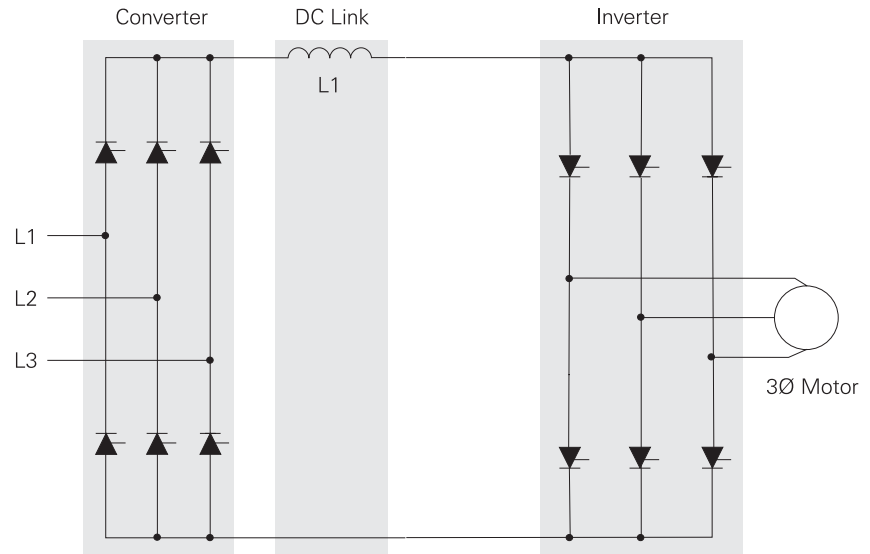 Converter
DC Link
Inverter
L1
L1
L2
L3
3Ø Motor